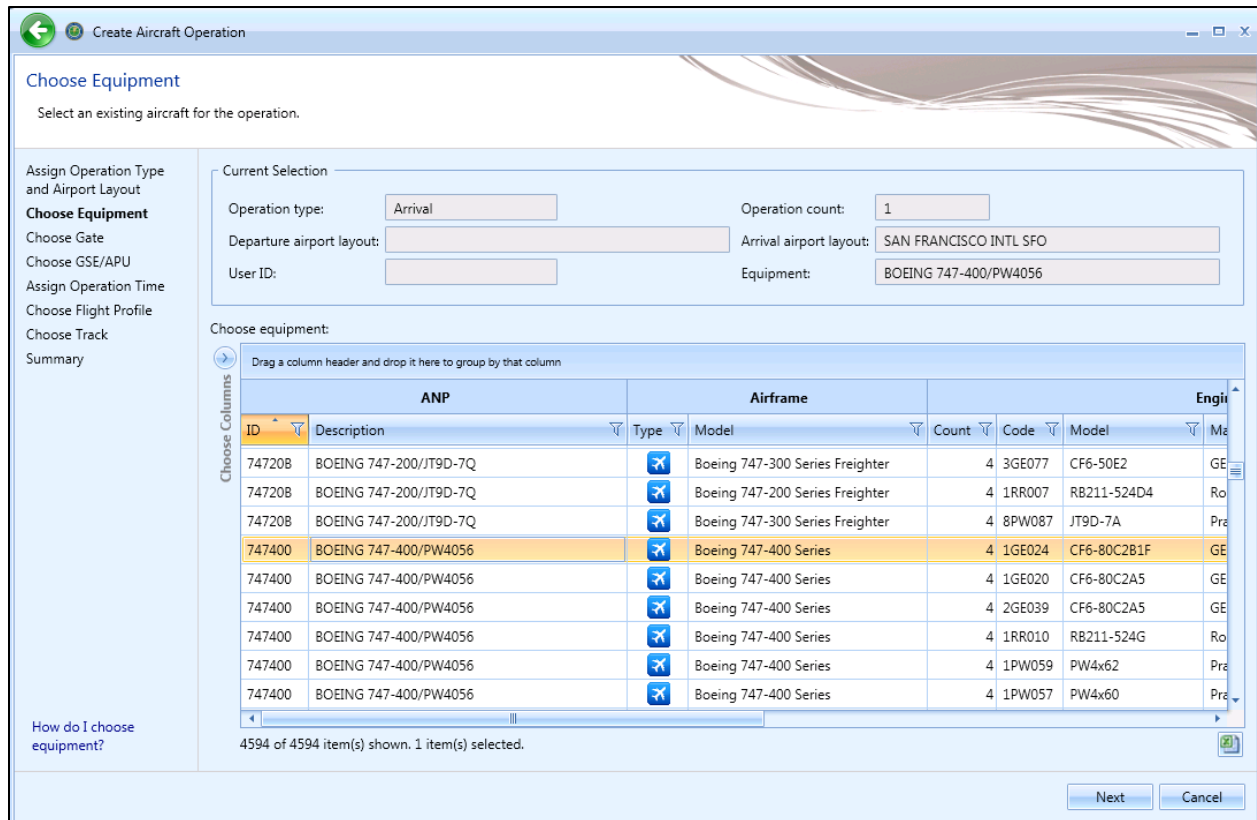 Create Aircraft Operation
Choose Equipment
Select an existing aircraft for the operation.
Assign Operation Type
and Airport Layout
Choose Equipment
Choose Gate
Choose GSE/APU
Assign Operation Time
Choose Flight Profile
Choose Track
Summary
How do I choose
equipment?
Current Selection
Operation type: Arrival Operation count: 1
Departure airport layout: Arrival airport layout: SAN FRANCISCO INTL SFO
User ID: Equipment: BOEING 747-400/PW4056
Choose equipment:
Choose Columns
Drag a column header and drop it here to group by that column
ANP Airframe Engi
ID Description Type Model Count Code Model Ma
74720B BOEING 747-200/JT9D-7Q Boeing 747-300 Series Freighter 4 3GE077 CF6-50E2 GE
74720B BOEING 747-200/JT9D-7Q Boeing 747-200 Series Freighter 4 1RR007 RB211-524D4 Ro
74720B BOEING 747-200/JT9D-7Q Boeing 747-300 Series Freighter 4 8PW087 JT9D-7A Pra
747400 BOEING 747-400/PW4056 Boeing 747-400 Series 4 1GE024 CF6-80C2B1F GE
747400 BOEING 747-400/PW4056 Boeing 747-400 Series 4 1GE020 CF6-80C2A5 GE
747400 BOEING 747-400/PW4056 Boeing 747-400 Series 4 2GE039 CF6-80C2A5 GE
747400 BOEING 747-400/PW4056 Boeing 747-400 Series 4 1RR010 RB211-524G Ro
747400 BOEING 747-400/PW4056 Boeing 747-400 Series 4 1PW059 PW4x62 Pra
747400 BOEING 747-400/PW4056 Boeing 747-400 Series 4 1PW057 PW4x60 Pra
4594 of 4594 item(s) shown. 1 item(s) selected.
Next Cancel